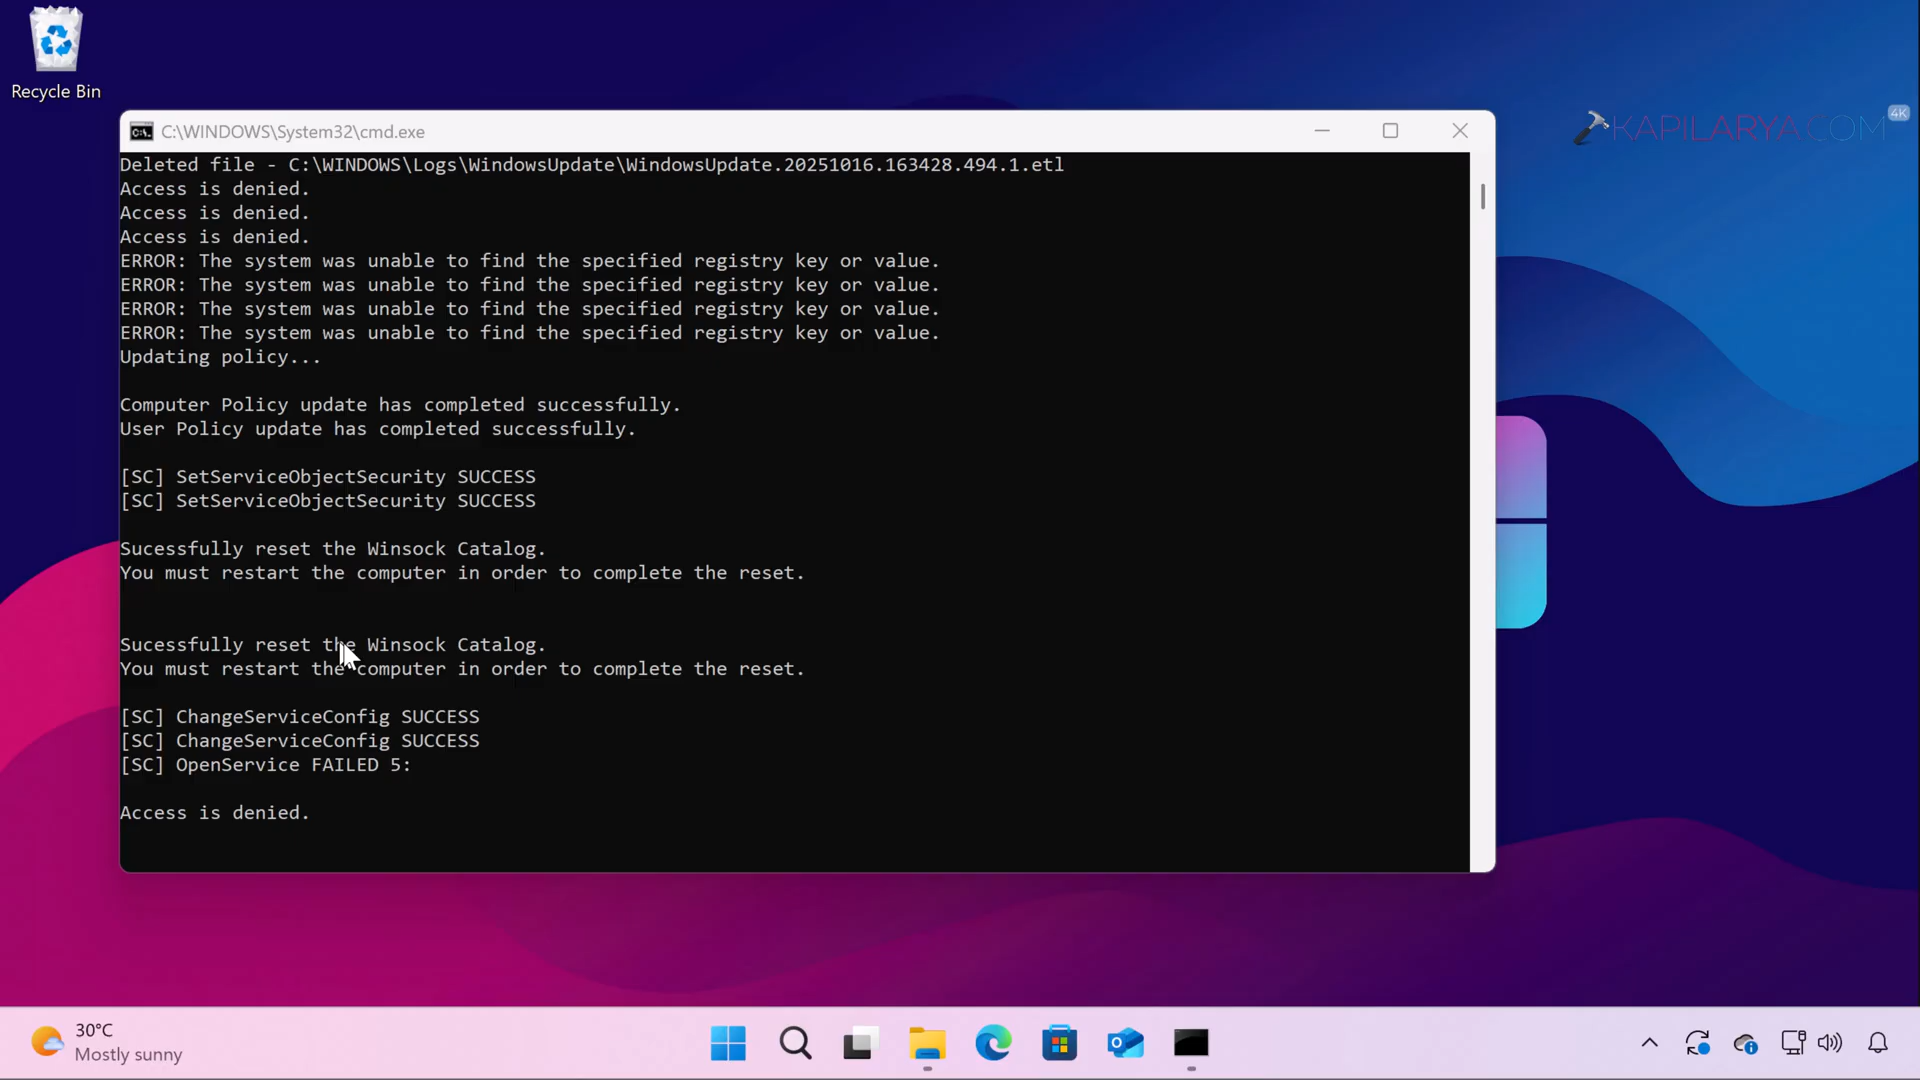 Recycle Bin
C:\WINDOWS\System32\cmd.exe
KAPILARYA.COM
4K
Deleted file - C:\WINDOWS\Logs\WindowsUpdate\WindowsUpdate.20251016.163428.494.1.etl
Access is denied.
Access is denied.
Access is denied.
ERROR: The system was unable to find the specified registry key or value.
ERROR: The system was unable to find the specified registry key or value.
ERROR: The system was unable to find the specified registry key or value.
ERROR: The system was unable to find the specified registry key or value.
Updating policy...
Computer Policy update has completed successfully.
User Policy update has completed successfully.
[SC] SetServiceObjectSecurity SUCCESS
[SC] SetServiceObjectSecurity SUCCESS
Sucessfully reset the Winsock Catalog.
You must restart the computer in order to complete the reset.
Sucessfully reset the Winsock Catalog.
You must restart the computer in order to complete the reset.
[SC] ChangeServiceConfig SUCCESS
[SC] ChangeServiceConfig SUCCESS
[SC] OpenService FAILED 5:
Access is denied.
30°C
Mostly sunny